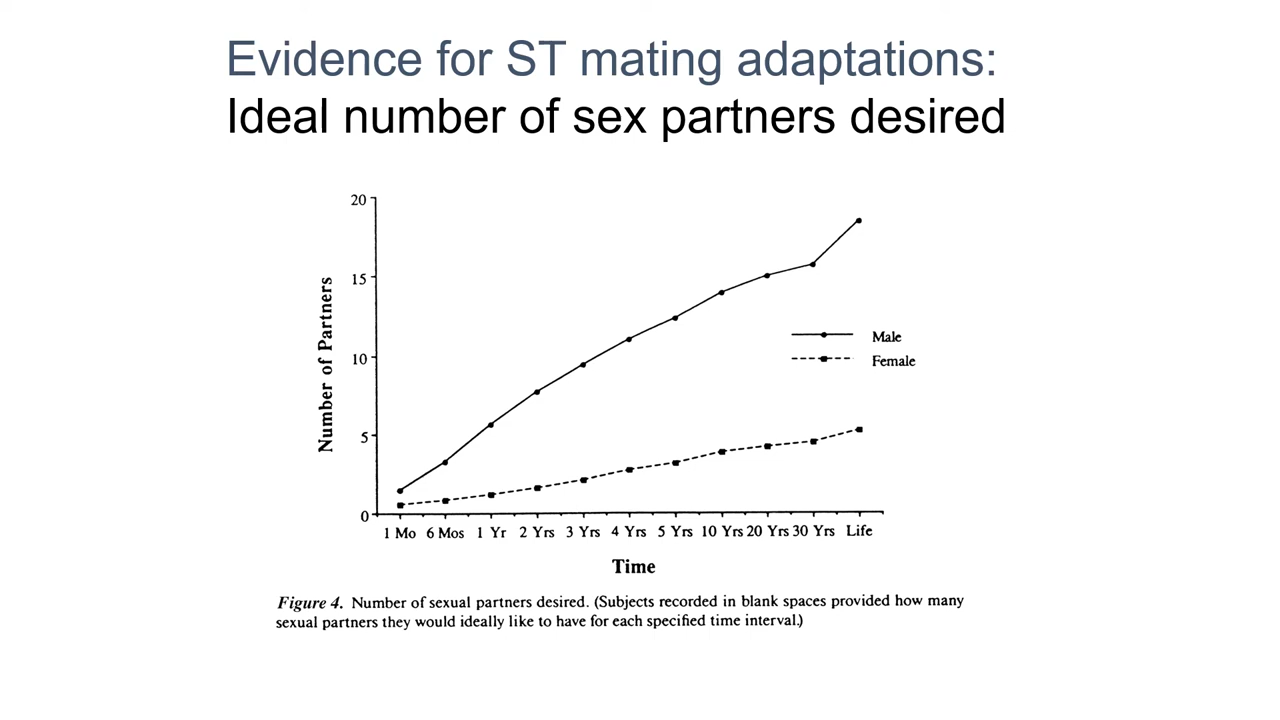 Evidence for ST mating adaptations:
Ideal number of sex partners desired
20
15
10
5
0
Number of Partners
Male
Female
1 Mo 6 Mos 1 Yr 2 Yrs 3 Yrs 4 Yrs 5 Yrs 10 Yrs 20 Yrs 30 Yrs Life
Time
Figure 4. Number of sexual partners desired. (Subjects recorded in blank spaces provided how many
sexual partners they would ideally like to have for each specified time interval.)